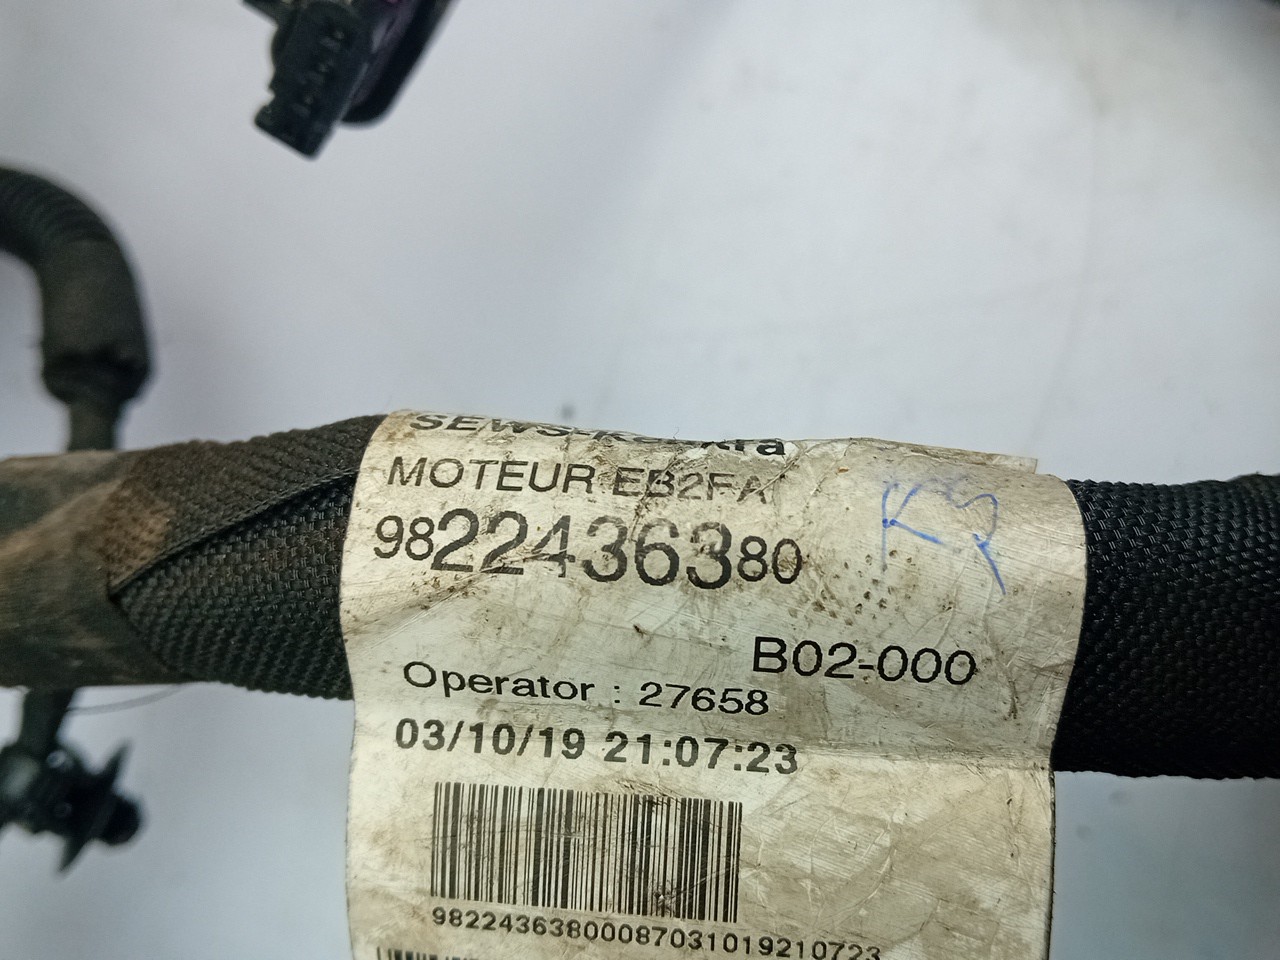 MOTEUR EB2FA
9822436380
B02-000
Operator : 27658
03/10/19 21:07:23
98224363800087031019210723